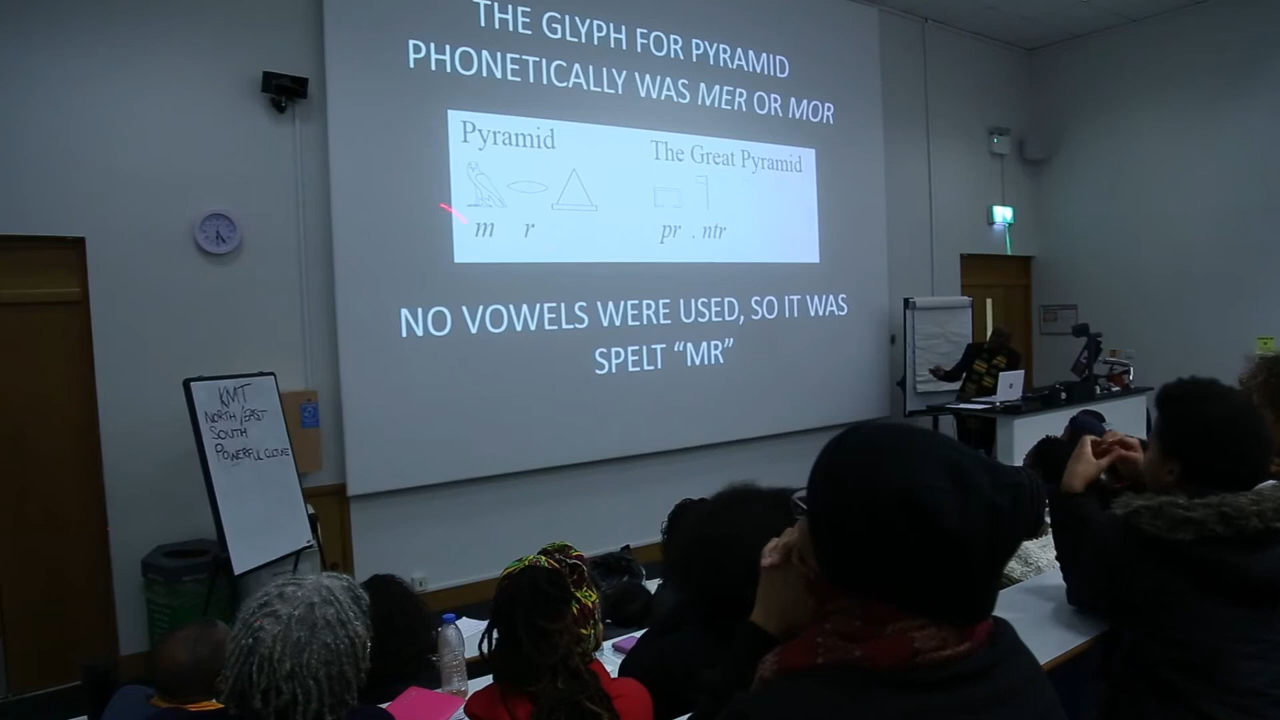 THE GLYPH FOR PYRAMID
PHONETICALLY WAS MER OR MOR
Pyramid
The Great Pyramid
m r
pr . ntr
NO VOWELS WERE USED, SO IT WAS
SPELT “MR”
KMT
NORTH/EAST
SOUTH
POWERFUL CULTURE